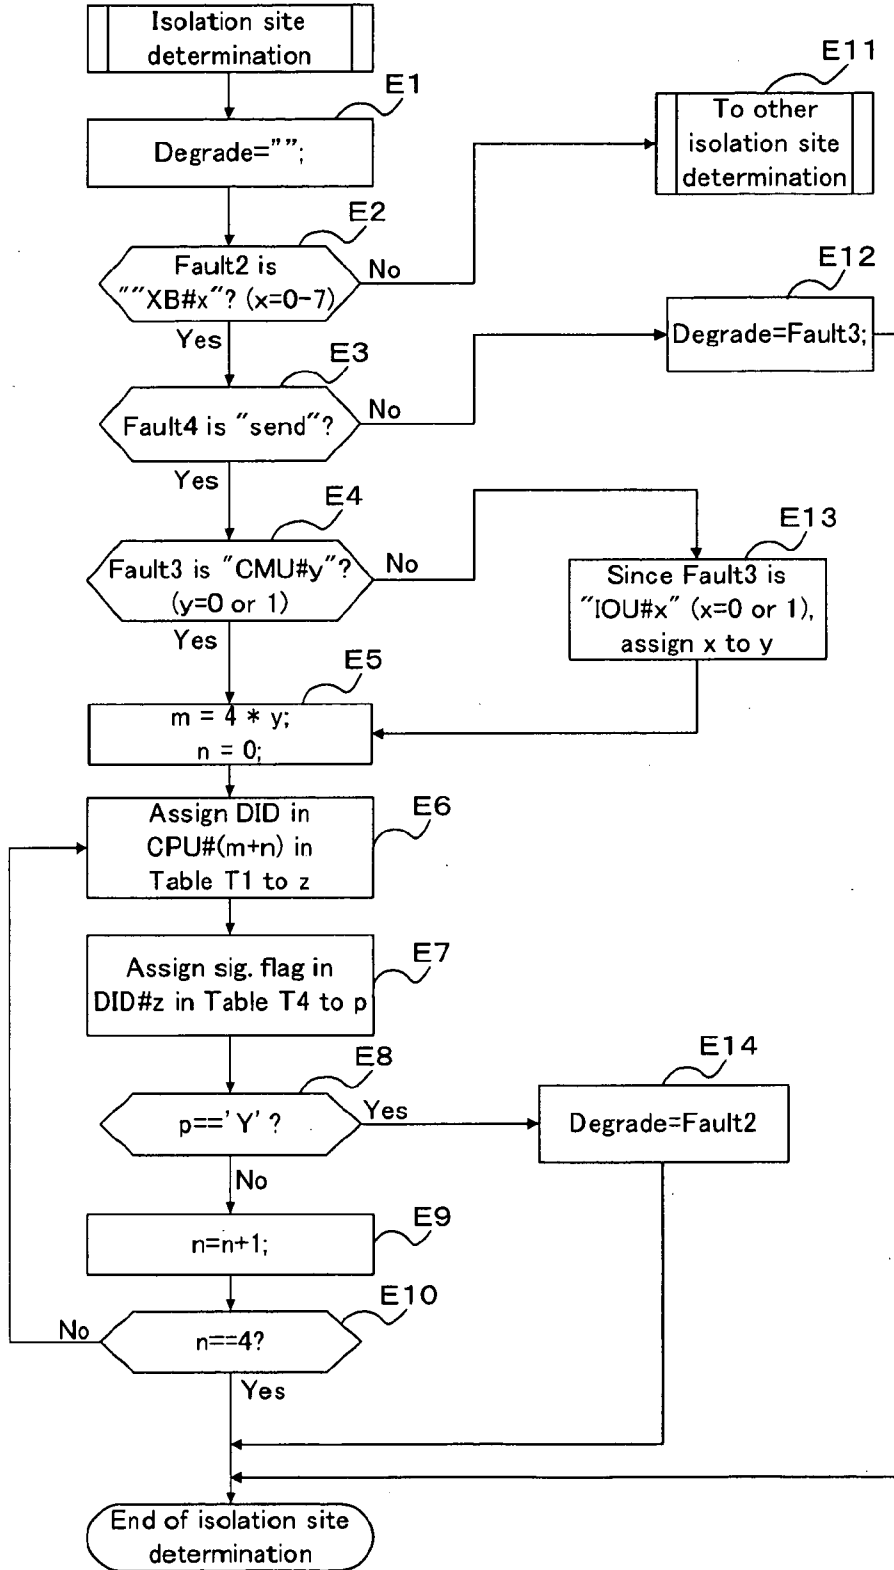 Isolation site
determination
E1
Degrade="";
E2
Fault2 is
""XB#x"? (x=0-7)
No
Yes
E11
To other
isolation site
determination
E3
Fault4 is "send"?
No
Yes
E12
Degrade=Fault3;
E4
Fault3 is "CMU#y"?
(y=0 or 1)
No
Yes
E13
Since Fault3 is
"IOU#x" (x=0 or 1),
assign x to y
E5
m = 4 * y;
n = 0;
E6
Assign DID in
CPU#(m+n) in
Table T1 to z
E7
Assign sig. flag in
DID#z in Table T4 to p
E8
p=='Y' ?
Yes
No
E14
Degrade=Fault2
E9
n=n+1;
E10
n==4?
No
Yes
End of isolation site
determination